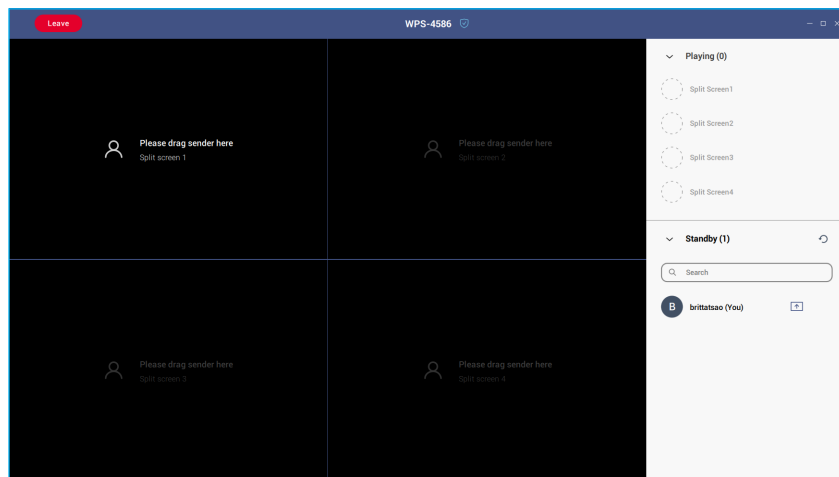 Leave
WPS-4586
Please drag sender here
Split screen 1
Please drag sender here
Split screen 2
Please drag sender here
Split screen 3
Please drag sender here
Split screen 4
Playing (0)
Split Screen1
Split Screen2
Split Screen3
Split Screen4
Standby (1)
Search
B
brittatsao (You)